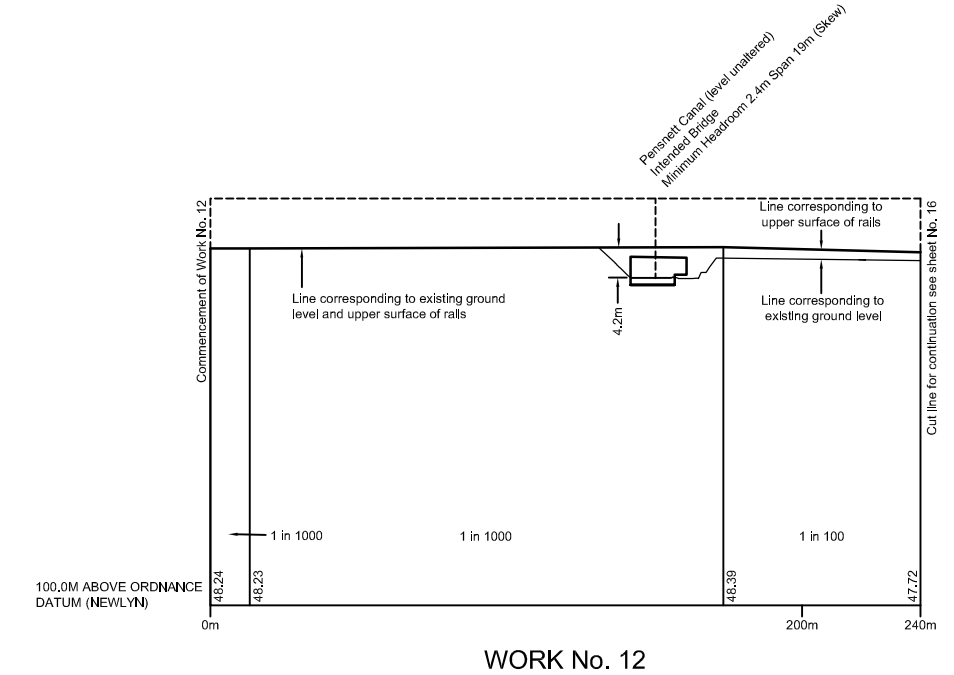 Pensnett Canal (level unaltered)
Intended Bridge
Minimum Headroom 2.4m Span 19m (Skew)
Commencement of Work No. 12
Line corresponding to
upper surface of rails
Line corresponding to existing ground
level and upper surface of rails
4.2m
Line corresponding to
existing ground level
Cut line for continuation see sheet No. 16
1 in 1000
1 in 1000
1 in 100
100.0M ABOVE ORDNANCE
DATUM (NEWLYN)
48.24
48.23
48.39
47.72
0m
200m
240m
WORK No. 12